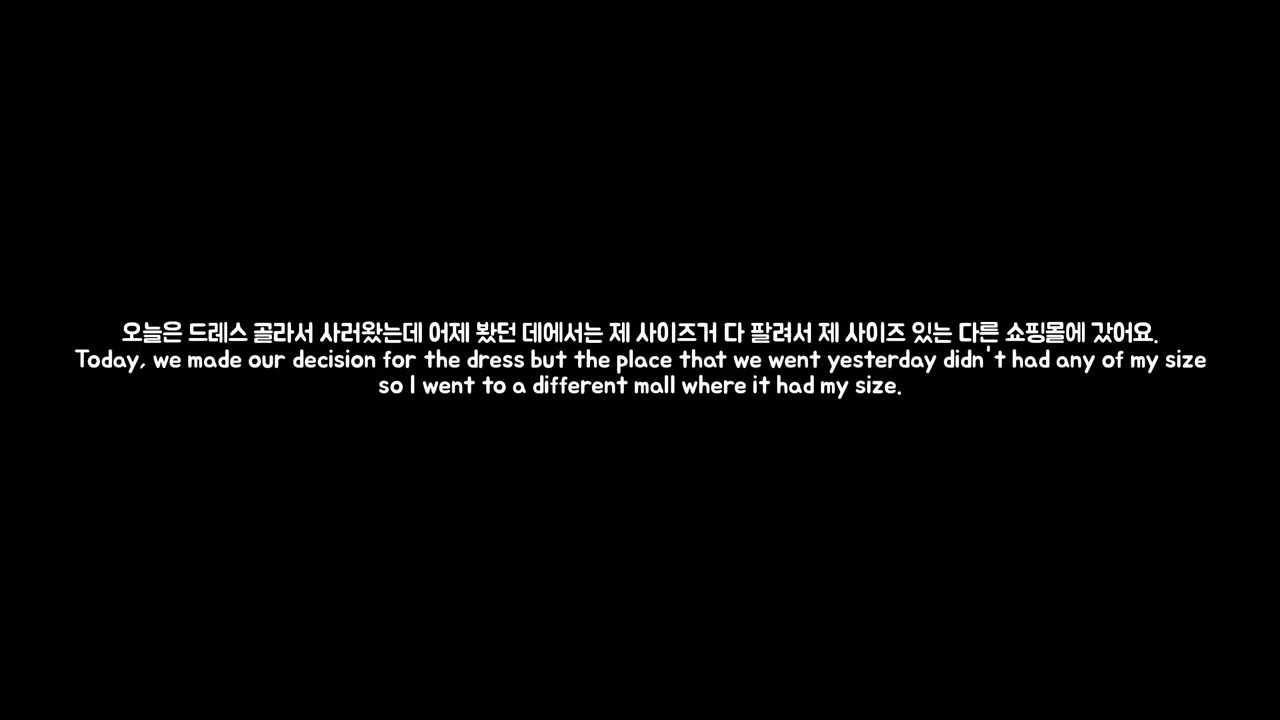 오늘은 드레스 골라서 사러왔는데 어제 봤던 데에서는 제 사이즈거 다 팔려서 제 사이즈 있는 다른 쇼핑몰에 갔어요.
Today, we made our decision for the dress but the place that we went yesterday didn't had any of my size
so I went to a different mall where it had my size.